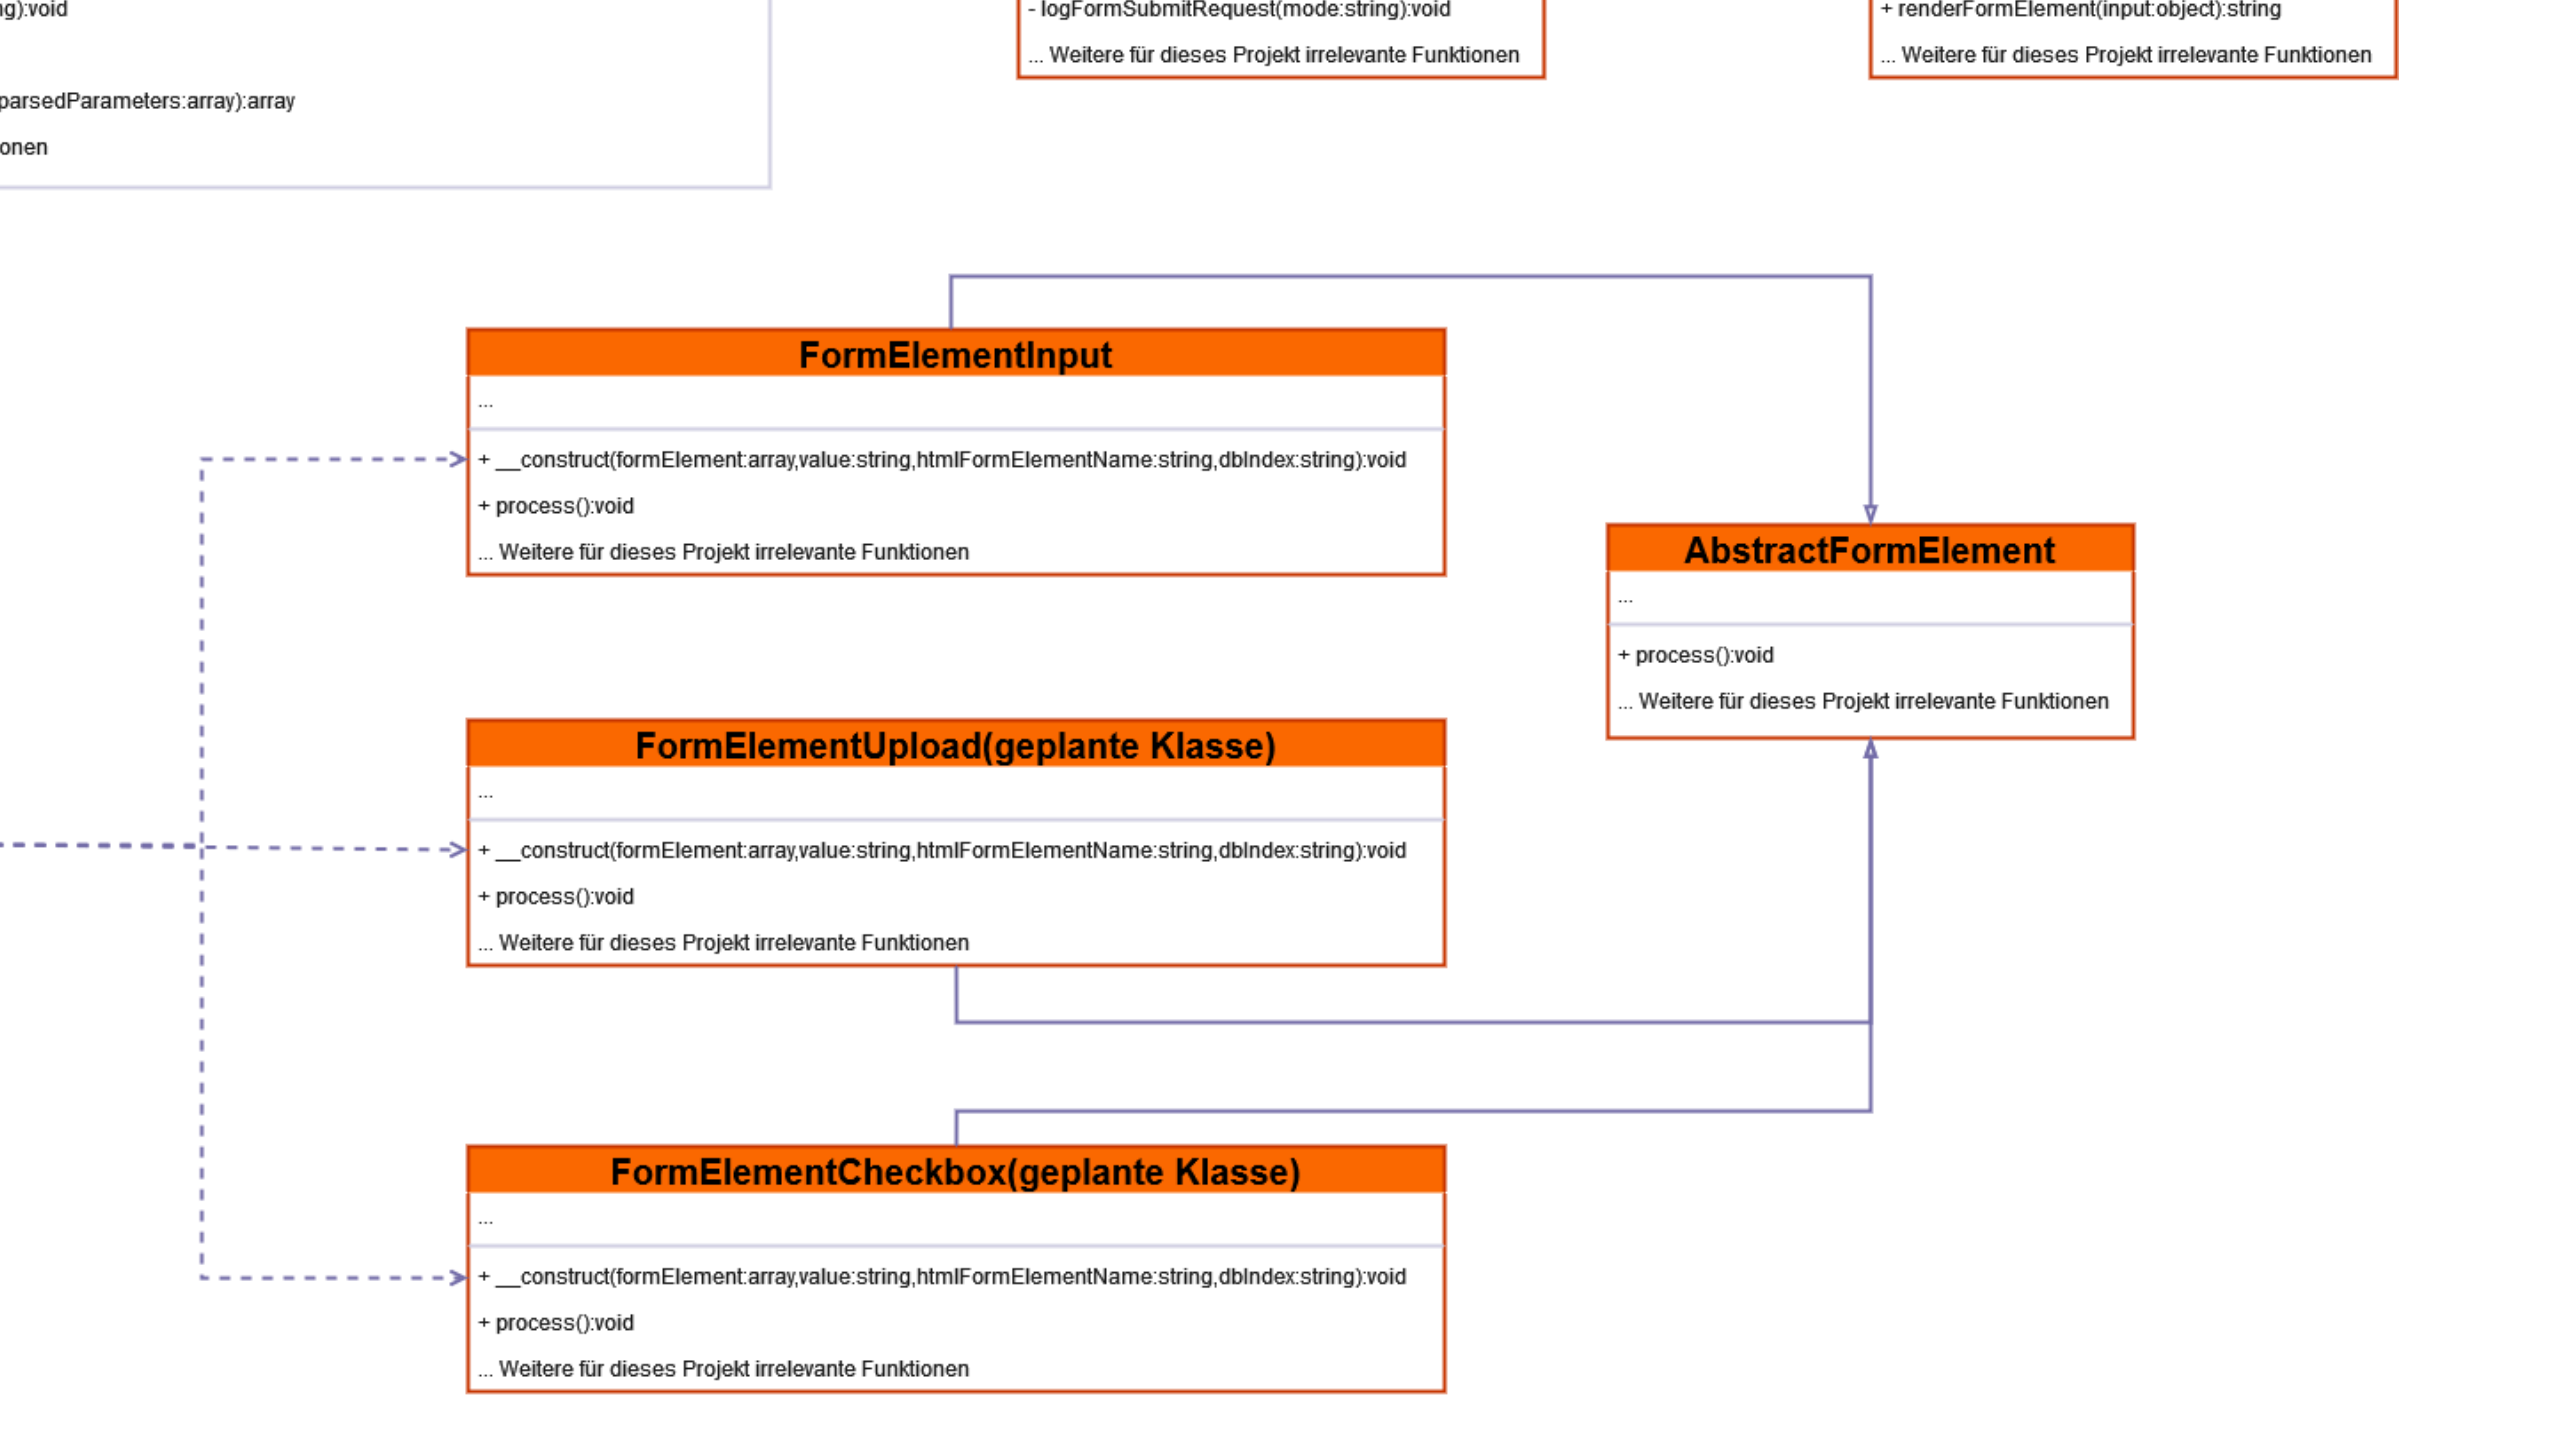 - logFormSubmitRequest(mode:string):void
... Weitere für dieses Projekt irrelevante Funktionen
+ renderFormElement(input:object):string
... Weitere für dieses Projekt irrelevante Funktionen
parsedParameters:array):array
FormElementInput
...
+ __construct(formElement:array,value:string,htmlFormElementName:string,dbIndex:string):void
+ process():void
... Weitere für dieses Projekt irrelevante Funktionen
AbstractFormElement
...
+ process():void
... Weitere für dieses Projekt irrelevante Funktionen
FormElementUpload(geplante Klasse)
...
+ __construct(formElement:array,value:string,htmlFormElementName:string,dbIndex:string):void
+ process():void
... Weitere für dieses Projekt irrelevante Funktionen
FormElementCheckbox(geplante Klasse)
...
+ __construct(formElement:array,value:string,htmlFormElementName:string,dbIndex:string):void
+ process():void
... Weitere für dieses Projekt irrelevante Funktionen